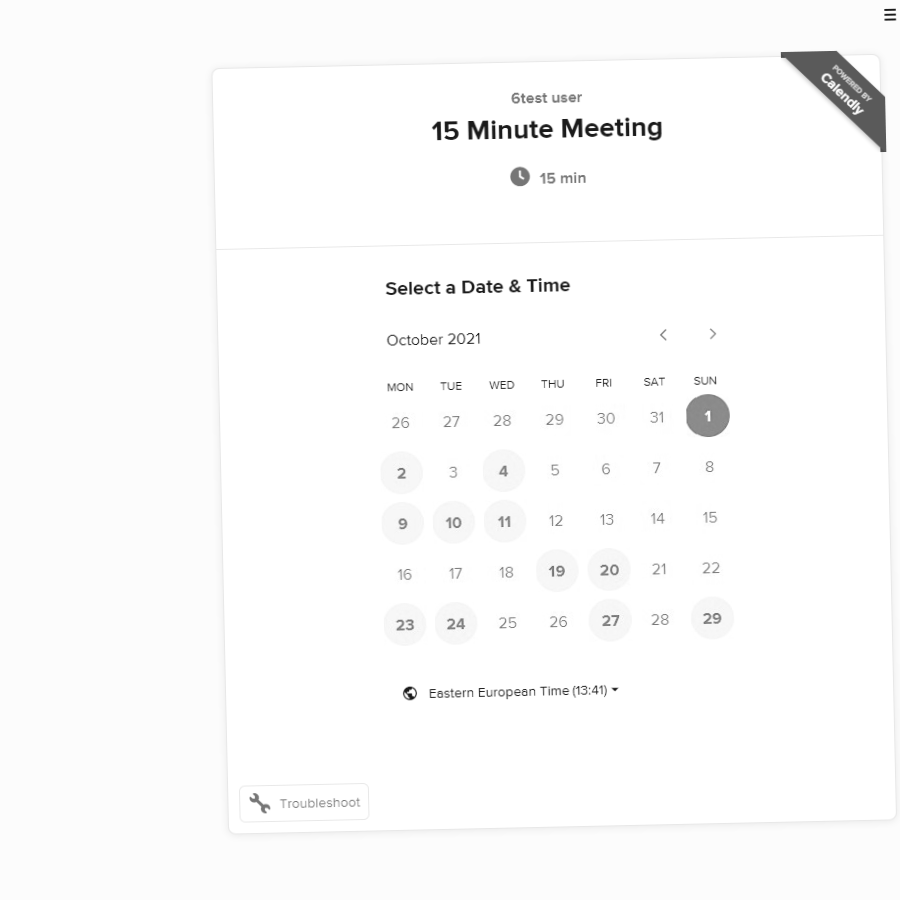 POWERED BY
Calendly
6test user
15 Minute Meeting
15 min
Select a Date & Time
October 2021
MON TUE WED THU FRI SAT SUN
26 27 28 29 30 31 1
2 3 4 5 6 7 8
9 10 11 12 13 14 15
16 17 18 19 20 21 22
23 24 25 26 27 28 29
Eastern European Time (13:41)
Troubleshoot